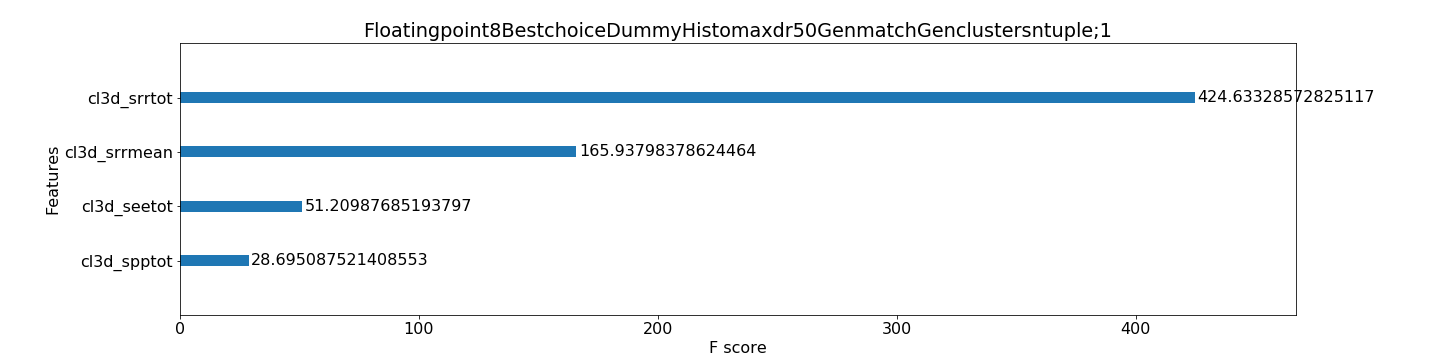 Floatingpoint8BestchoiceDummyHistomaxdr50GenmatchGenclustersntuple;1
cl3d_srrtot
424.63328572825117
cl3d_srrmean
165.93798378624464
cl3d_seetot
51.20987685193797
cl3d_spptot
28.695087521408553
Features
0 100 200 300 400
F score